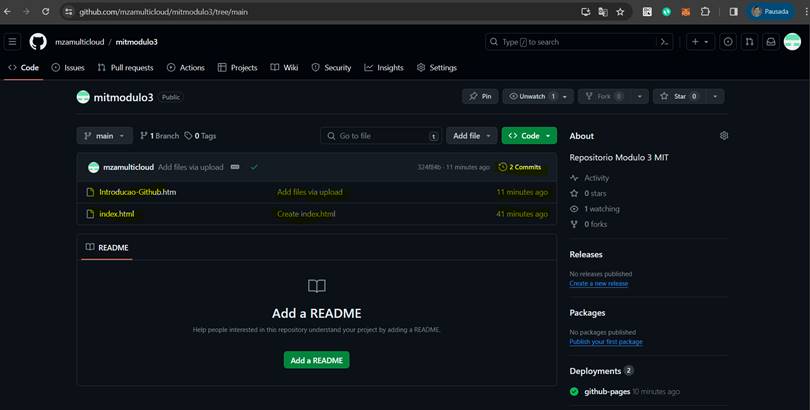 github.com/mzamulticloud/mitmodulo3/tree/main
Pausada
mzamulticloud / mitmodulo3
Type / to search
Code Issues Pull requests Actions Projects Wiki Security Insights Settings
mitmodulo3 Public
Pin Unwatch 1 Fork 0 Star 0
main 1 Branch 0 Tags Go to file t Add file Code
mzamulticloud Add files via upload 324f84b · 11 minutes ago 2 Commits
Introducao-Github.htm Add files via upload 11 minutes ago
index.html Create index.html 41 minutes ago
README
Add a README
Help people interested in this repository understand your project by adding a README.
Add a README
About
Repositorio Modulo 3 MIT
Activity
0 stars
1 watching
0 forks
Releases
No releases published
Create a new release
Packages
No packages published
Publish your first package
Deployments 2
github-pages 10 minutes ago